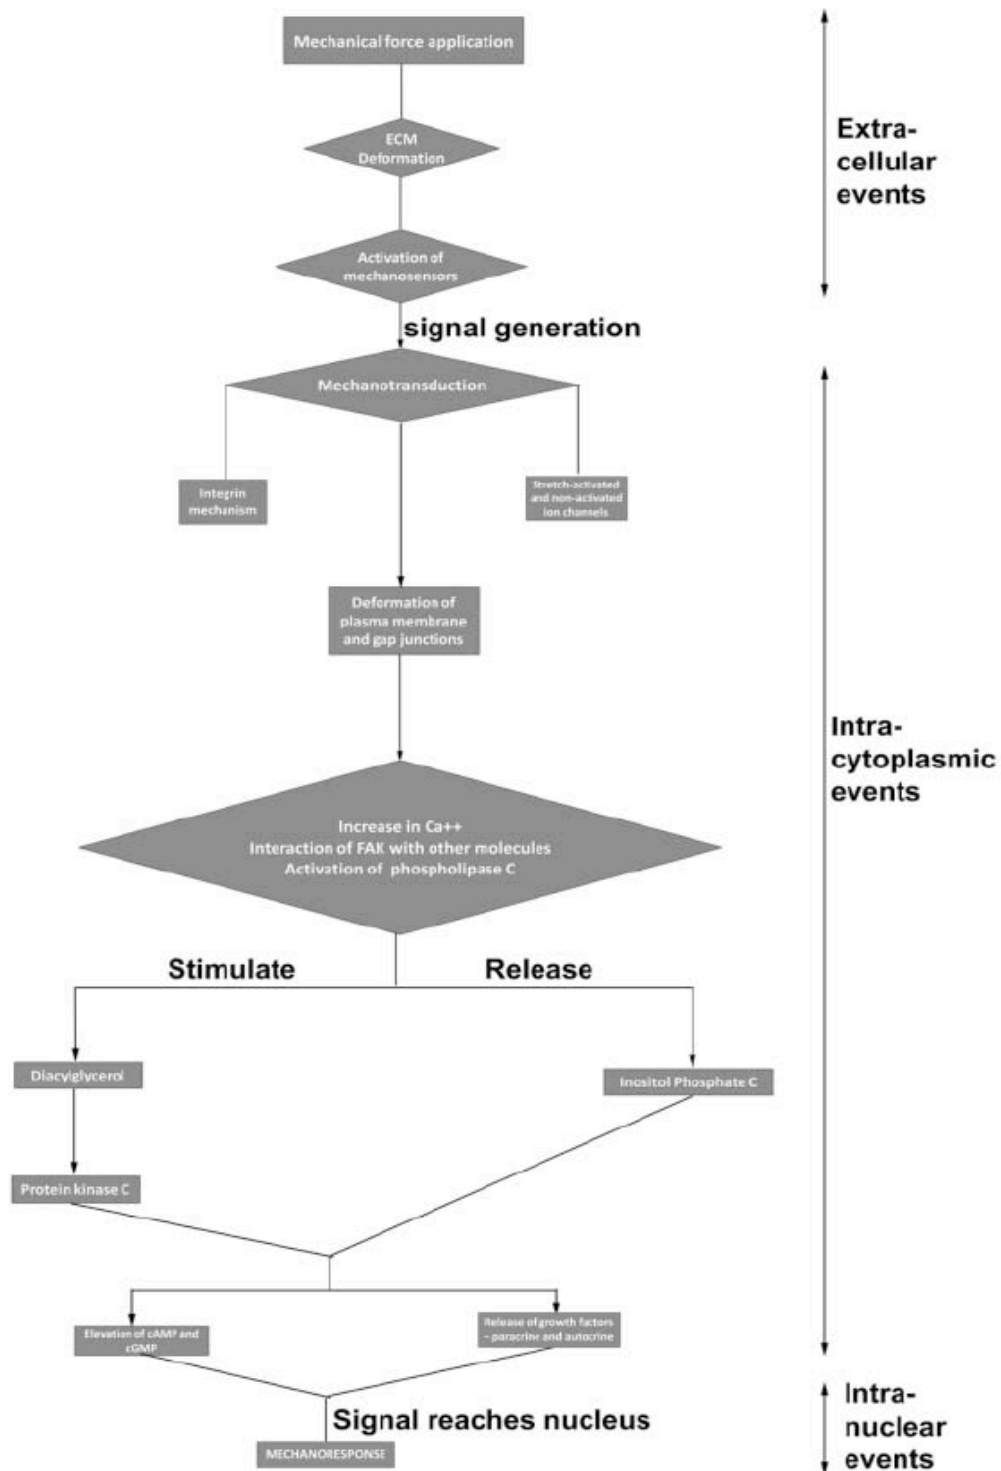 Mechanical force application
ECM
Deformation
Activation of
mechanosensors
signal generation
Mechanotransduction
Integrin
mechanism
Stretch-activated
and non-activated
ion channels
Deformation of
plasma membrane
and gap junctions
Increase in Ca++
Interaction of FAK with other molecules
Activation of phospholipase C
Stimulate
Release
Diacylglycerol
Inositol Phosphate C
Protein kinase C
Elevation of cAMP and
cGMP
Release of growth factors
– paracrine and autocrine
Signal reaches nucleus
MECHANORESPONSE
Extra-
cellular
events
Intra-
cytoplasmic
events
Intra-
nuclear
events